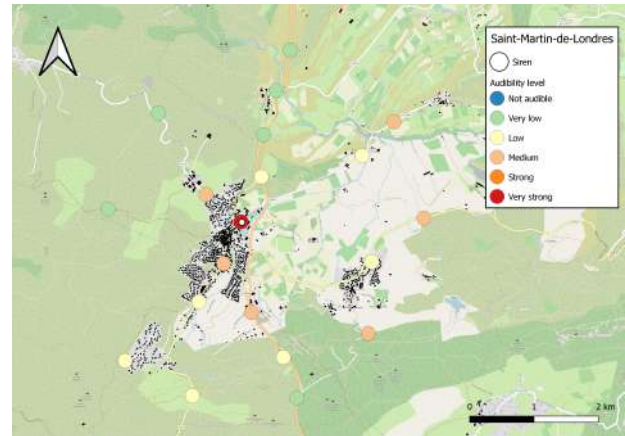 Saint-Martin-de-Londres
Siren
Audibility level
Not audible
Very low
Low
Medium
Strong
Very strong
0 1 2 km